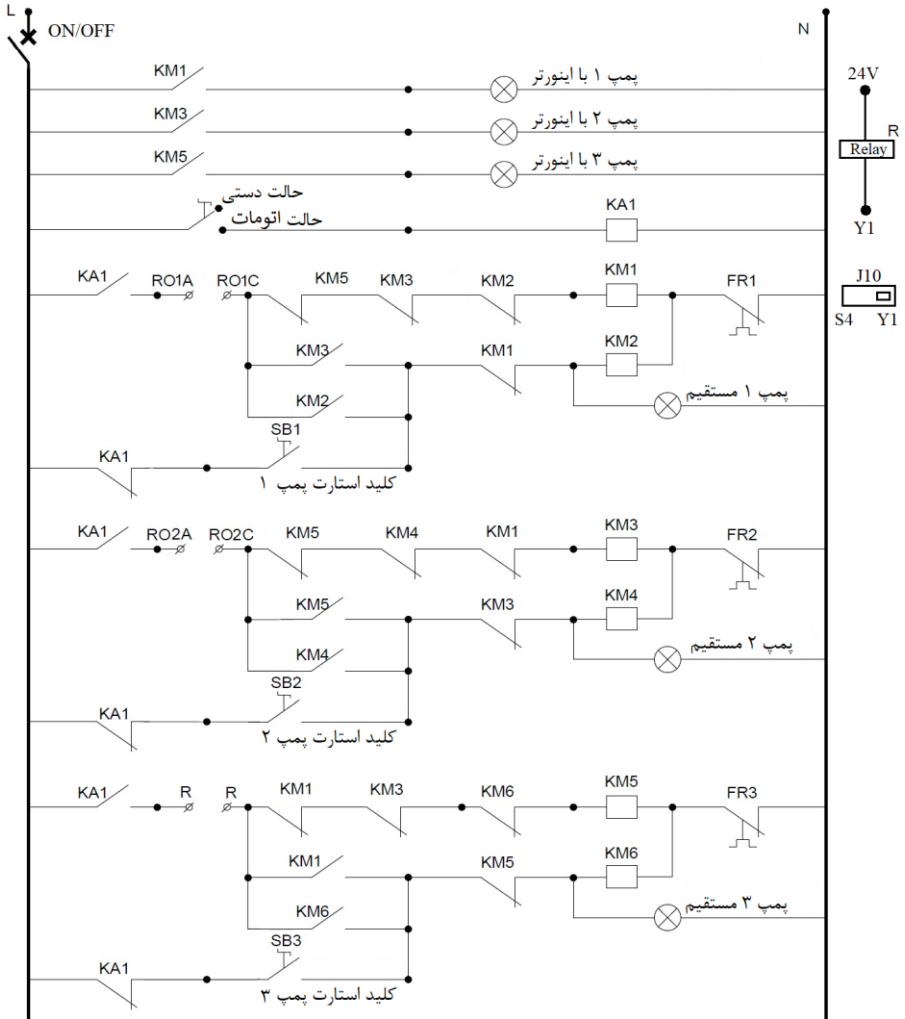 L
ON/OFF
N
KM1
پمپ ۱ با اینورتر
24V
KM3
پمپ ۲ با اینورتر
R
Relay
KM5
پمپ ۳ با اینورتر
حالت دستی
حالت اتومات
KA1
Y1
KA1
RO1A
RO1C
KM5
KM3
KM2
KM1
FR1
J10
S4
Y1
KM3
KM1
KM2
KM2
پمپ ۱ مستقیم
SB1
KA1
کلید استارت پمپ ۱
KA1
RO2A
RO2C
KM5
KM4
KM1
KM3
FR2
KM5
KM3
KM4
KM4
پمپ ۲ مستقیم
SB2
KA1
کلید استارت پمپ ۲
KA1
R
R
KM1
KM3
KM6
KM5
FR3
KM1
KM5
KM6
KM6
پمپ ۳ مستقیم
SB3
KA1
کلید استارت پمپ ۳